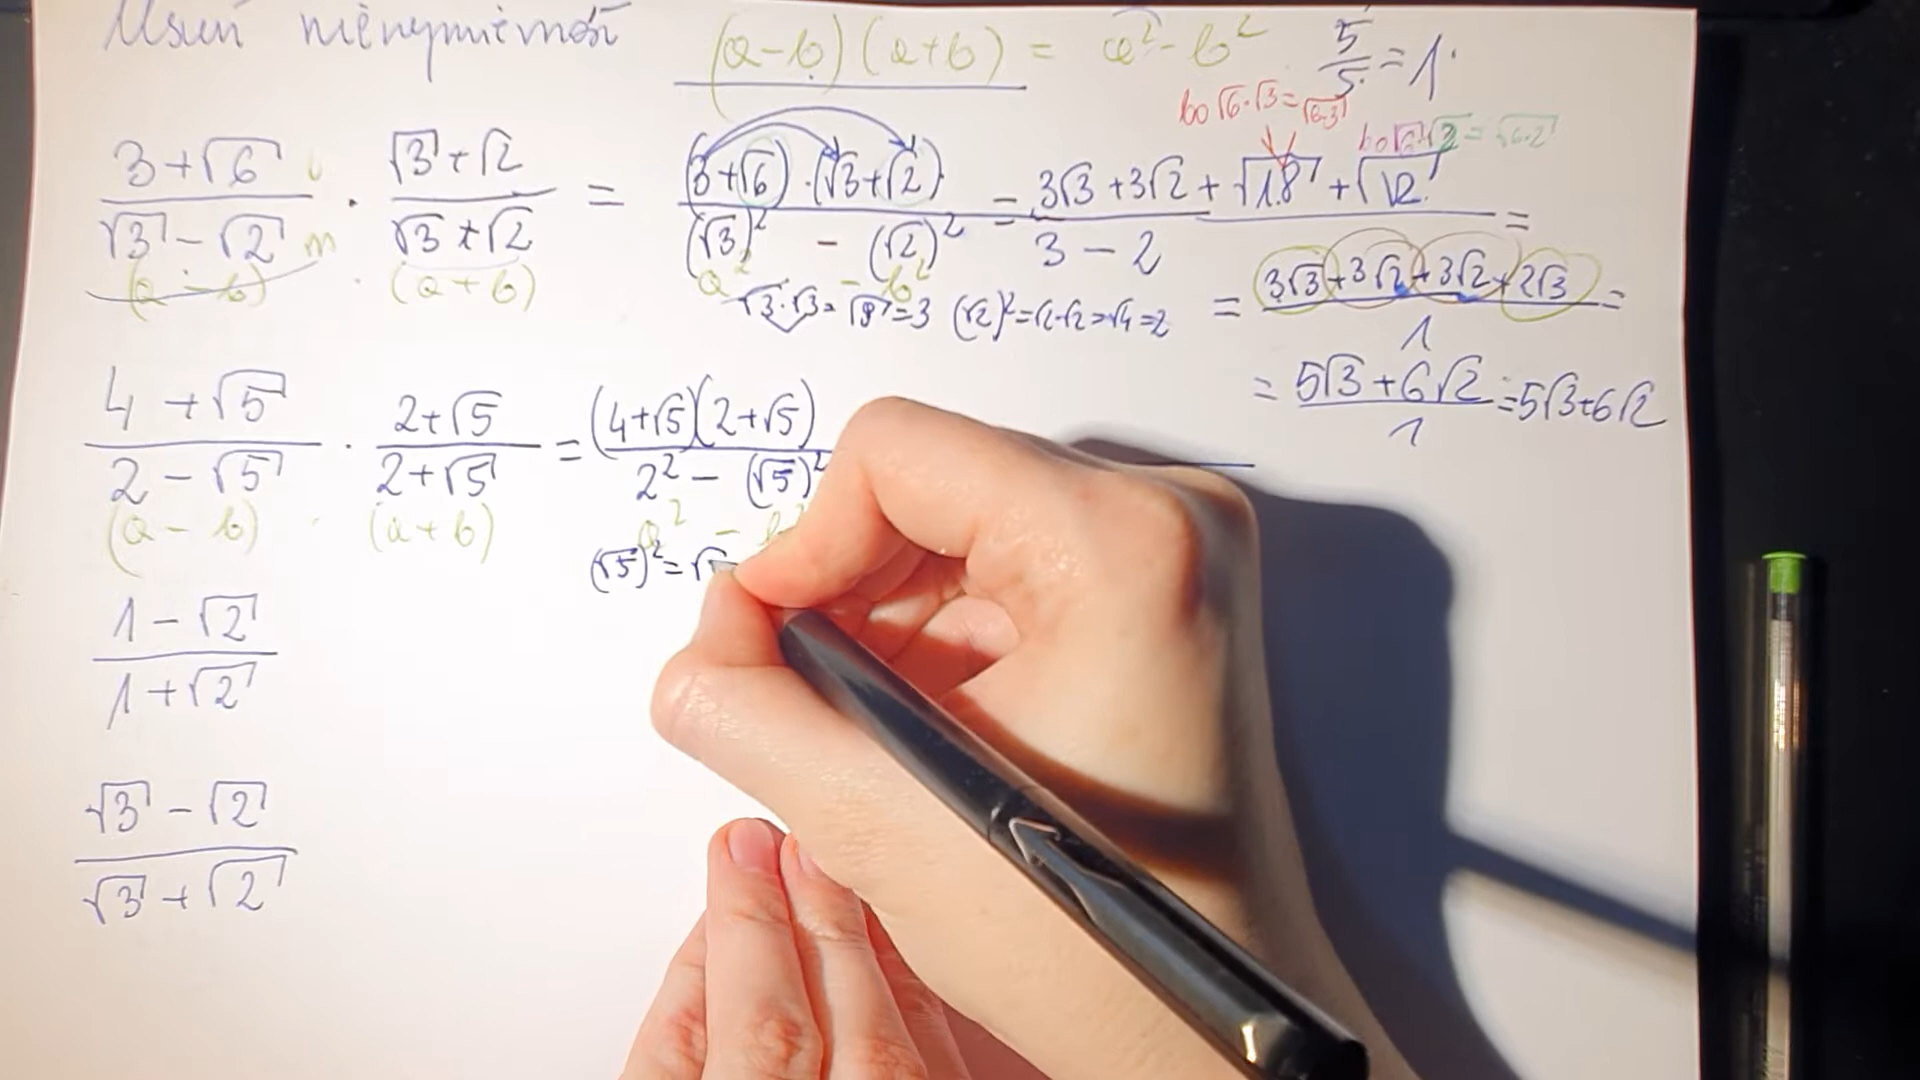 Usuń niewymierność
(a-b)(a+b) = a² - b²
5/5 = 1
bo √6·√3 = √6·3
bo √6·√2 = √6·2
(3+√6)/(√3-√2) · (√3+√2)/(√3+√2) = ((3+√6)·(√3+√2))/((√3)² - (√2)²) = (3√3+3√2+√18+√12)/(3-2) =
(a-b) · (a+b) a² - b²
√3·√3 = √9 = 3 (√2)² = √2·√2 = √4 = 2
= (3√3+3√2+3√2+2√3)/1 =
= (5√3+6√2)/1 = 5√3+6√2
(4+√5)/(2-√5) · (2+√5)/(2+√5) = ((4+√5)(2+√5))/(2² - (√5)²)
(a-b) · (a+b) a² - b²
(√5)² = √
(1-√2)/(1+√2)
(√3-√2)/(√3+√2)